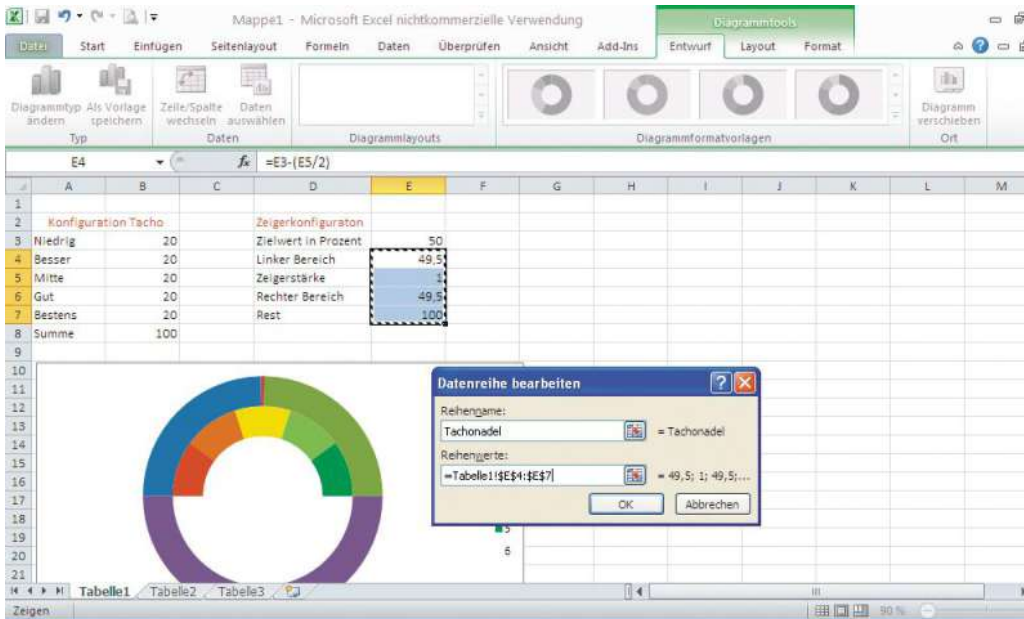 Mappe1 - Microsoft Excel nichtkommerzielle Verwendung
Diagrammtools
Datei Start Einfügen Seitenlayout Formeln Daten Überprüfen Ansicht Add-Ins Entwurf Layout Format
Diagrammtyp ändern
Als Vorlage speichern
Zeile/Spalte wechseln
Daten auswählen
Diagramm verschieben
Typ Daten Diagrammlayouts Diagrammformatvorlagen Ort
E4 fx =E3-(E5/2)
A B C D E F G H I J K L M
1
2 Konfiguration Tacho Zeigerkonfiguraton
3 Niedrig 20 Zielwert in Prozent 50
4 Besser 20 Linker Bereich 49,5
5 Mitte 20 Zeigerstärke 1
6 Gut 20 Rechter Bereich 49,5
7 Bestens 20 Rest 100
8 Summe 100
9
10
11
12
13
14
15
16
17
18
19
20
21
Datenreihe bearbeiten
Reihenname:
Tachonadel = Tachonadel
Reihenwerte:
=Tabelle1!$E$4:$E$7 = 49,5; 1; 49,5;...
OK Abbrechen
5
6
Tabelle1 Tabelle2 Tabelle3
Zeigen 90 %